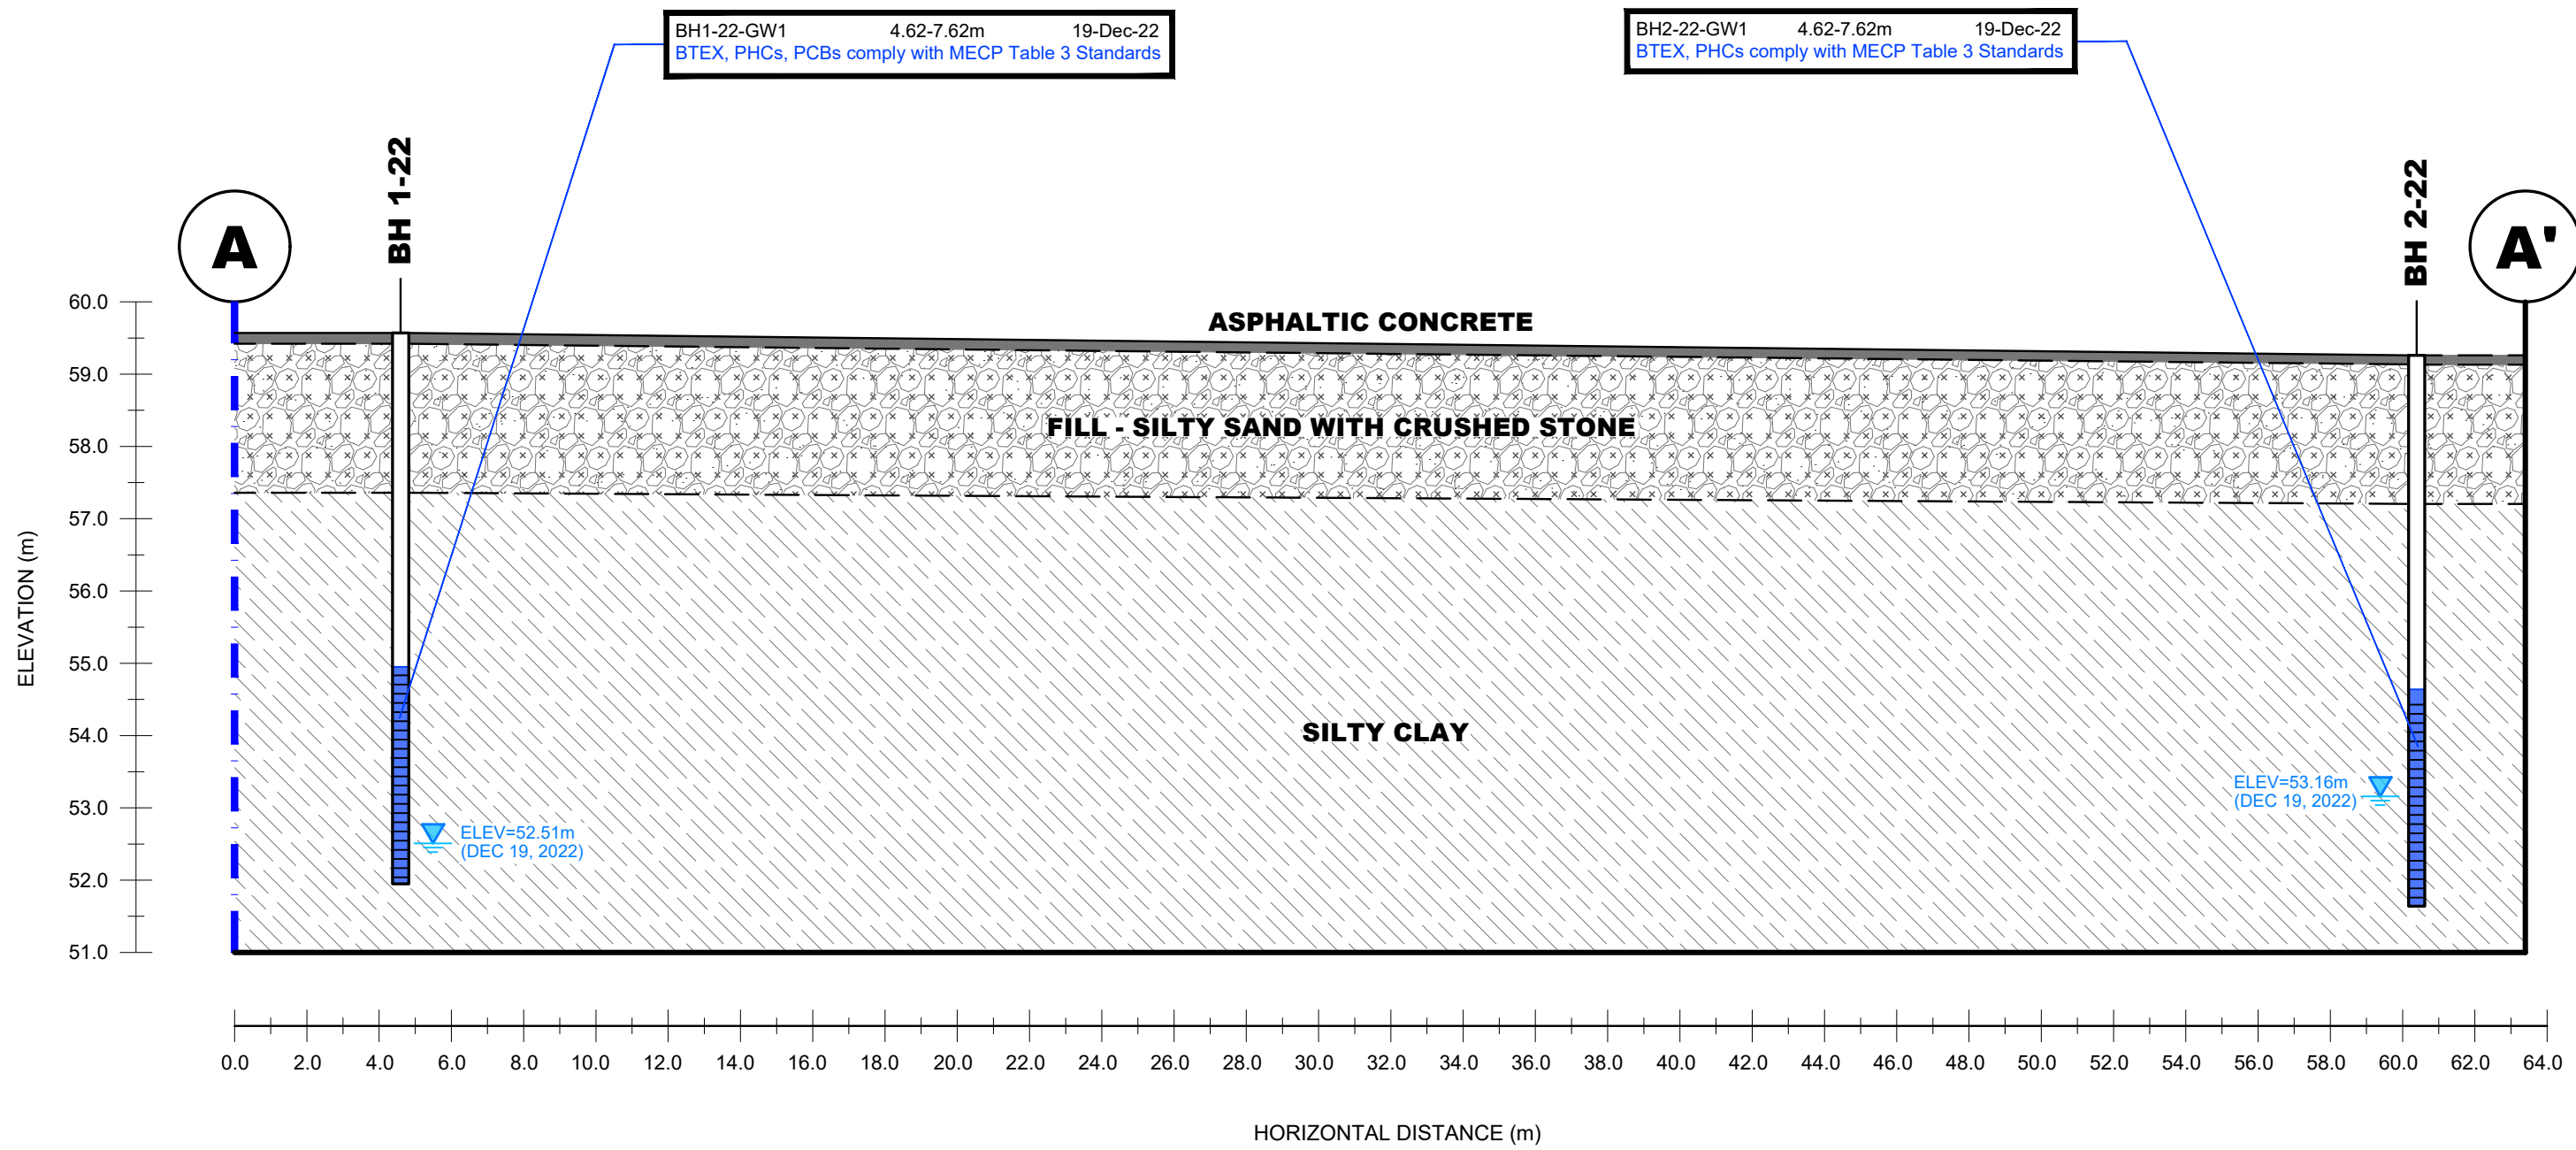 BH1-22-GW1 4.62-7.62m 19-Dec-22
BTEX, PHCs, PCBs comply with MECP Table 3 Standards
BH2-22-GW1 4.62-7.62m 19-Dec-22
BTEX, PHCs comply with MECP Table 3 Standards
BH 1-22
BH 2-22
A
A'
ASPHALTIC CONCRETE
FILL - SILTY SAND WITH CRUSHED STONE
SILTY CLAY
ELEV=52.51m
(DEC 19, 2022)
ELEV=53.16m
(DEC 19, 2022)
ELEVATION (m)
60.0
59.0
58.0
57.0
56.0
55.0
54.0
53.0
52.0
51.0
0.0 2.0 4.0 6.0 8.0 10.0 12.0 14.0 16.0 18.0 20.0 22.0 24.0 26.0 28.0 30.0 32.0 34.0 36.0 38.0 40.0 42.0 44.0 46.0 48.0 50.0 52.0 54.0 56.0 58.0 60.0 62.0 64.0
HORIZONTAL DISTANCE (m)